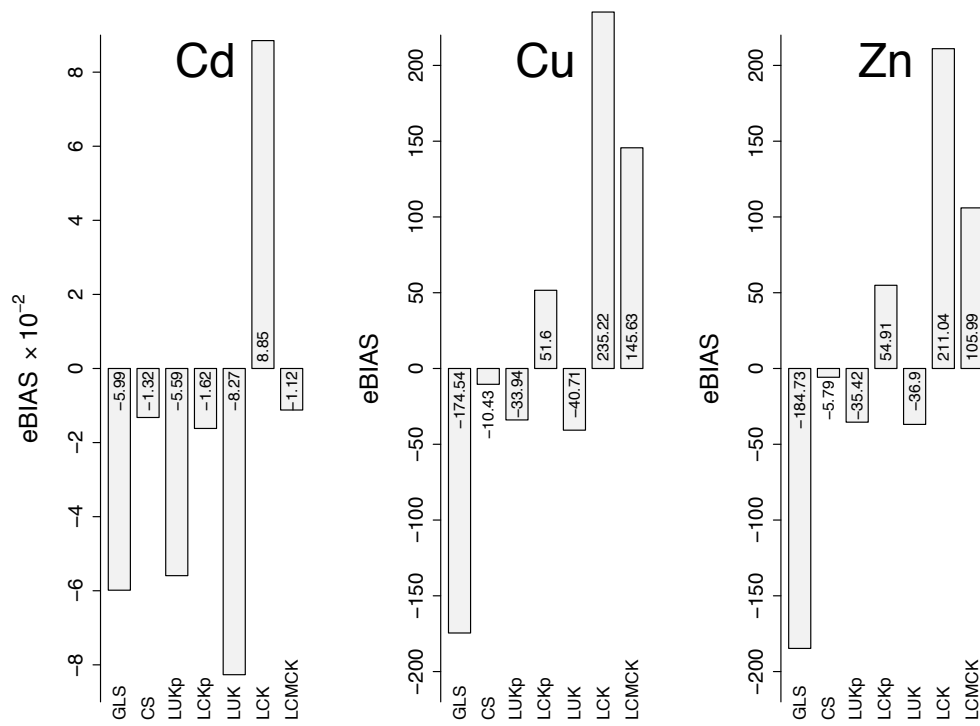 Cd
eBIAS × 10−2
8
6
4
2
0
−2
−4
−6
−8
−5.99
−1.32
−5.59
−1.62
−8.27
8.85
−1.12
GLS
CS
LUKp
LCKp
LUK
LCK
LCMCK
Cu
eBIAS
200
150
100
50
0
−50
−100
−150
−200
−174.54
−10.43
−33.94
51.6
−40.71
235.22
145.63
GLS
CS
LUKp
LCKp
LUK
LCK
LCMCK
Zn
eBIAS
200
150
100
50
0
−50
−100
−150
−200
−184.73
−5.79
−35.42
54.91
−36.9
211.04
105.99
GLS
CS
LUKp
LCKp
LUK
LCK
LCMCK